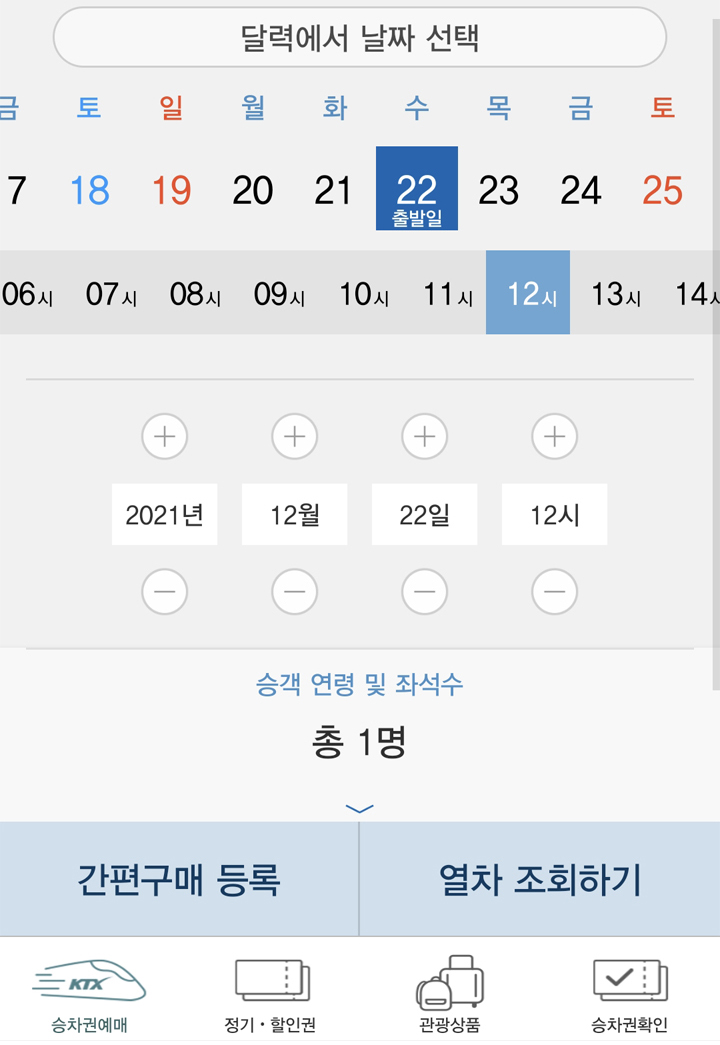 달력에서 날짜 선택
금 토 일 월 화 수 목 금 토
7 18 19 20 21 22 23 24 25
출발일
06시 07시 08시 09시 10시 11시 12시 13시 14시
2021년 12월 22일 12시
승객 연령 및 좌석수
총 1명
간편구매 등록 열차 조회하기
KTX
승차권예매 정기·할인권 관광상품 승차권확인